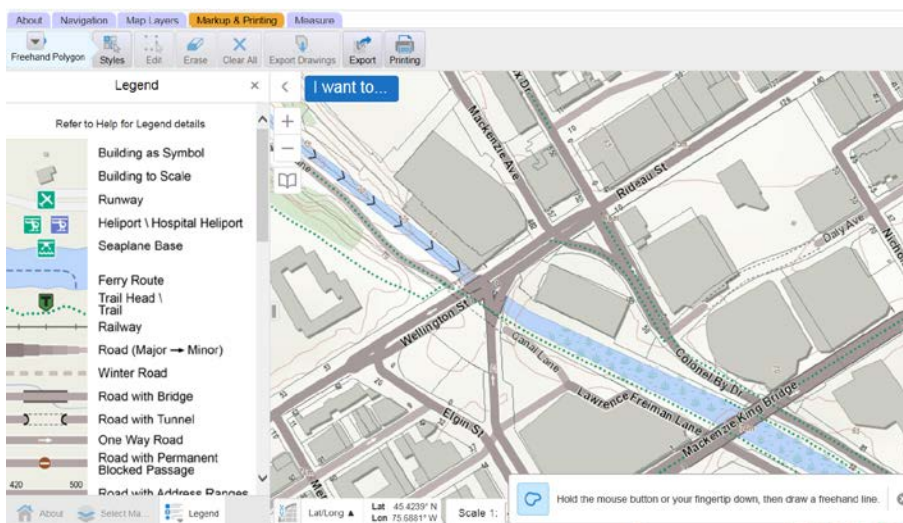 About Navigation Map Layers Markup & Printing Measure
Freehand Polygon Styles Edit Erase Clear All Export Drawings Export Printing
Legend
I want to...
Refer to Help for Legend details
Building as Symbol
Building to Scale
Runway
Heliport \ Hospital Heliport
Seaplane Base
Ferry Route
Trail Head \
Trail
Railway
Road (Major → Minor)
Winter Road
Road with Bridge
Road with Tunnel
One Way Road
Road with Permanent
Blocked Passage
420 500
Road with Address Ranges
Mackenzie Ave
Rideau St
Daly Ave
Wellington St
Canal Lane
Colonel By Dr
Lawrence Freiman Lane
Mackenzie King Bridge
Elgin St
About Select Ma... Legend
Lat/Long Lat 45.4239° N
Lon 75.6881° W
Scale 1:
Hold the mouse button or your fingertip down, then draw a freehand line.